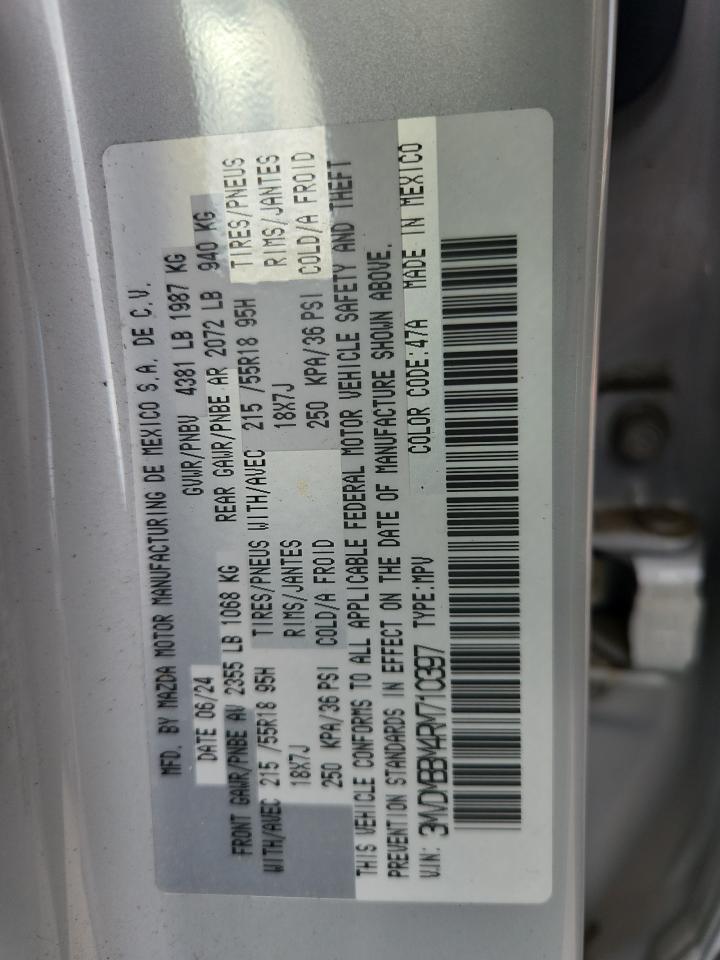 MFD. BY MAZDA MOTOR MANUFACTURING DE MEXICO S.A. DE C.V.
DATE 06/24 GVWR/PNBV 4381 LB 1987 KG
FRONT GAWR/PNBE AV 2355 LB 1068 KG REAR GAWR/PNBE AR 2072 LB 940 KG
WITH/AVEC 215 /55R18 95H TIRES/PNEUS WITH/AVEC 215 /55R18 95H TIRES/PNEUS
18X7J RIMS/JANTES 18X7J RIMS/JANTES
250 KPA/36 PSI COLD/A FROID 250 KPA/36 PSI COLD/A FROID
THIS VEHICLE CONFORMS TO ALL APPLICABLE FEDERAL MOTOR VEHICLE SAFETY AND THEFT
PREVENTION STANDARDS IN EFFECT ON THE DATE OF MANUFACTURE SHOWN ABOVE.
V.I.N: 3MVDMBBM4RM710397 TYPE:MPV COLOR CODE:47A MADE IN MEXICO